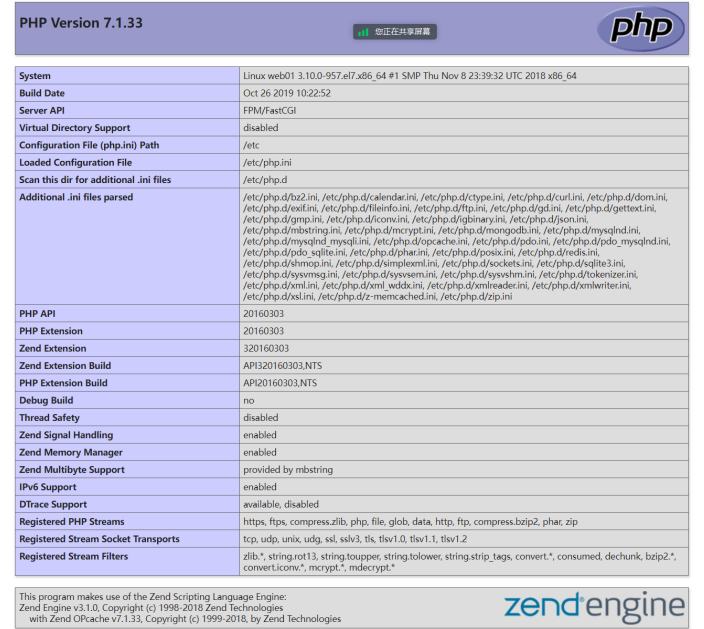 PHP Version 7.1.33
您正在共享屏幕
php
System Linux web01 3.10.0-957.el7.x86_64 #1 SMP Thu Nov 8 23:39:32 UTC 2018 x86_64
Build Date Oct 26 2019 10:22:52
Server API FPM/FastCGI
Virtual Directory Support disabled
Configuration File (php.ini) Path /etc
Loaded Configuration File /etc/php.ini
Scan this dir for additional .ini files /etc/php.d
Additional .ini files parsed /etc/php.d/bz2.ini, /etc/php.d/calendar.ini, /etc/php.d/ctype.ini, /etc/php.d/curl.ini, /etc/php.d/dom.ini,
/etc/php.d/exif.ini, /etc/php.d/fileinfo.ini, /etc/php.d/ftp.ini, /etc/php.d/gd.ini, /etc/php.d/gettext.ini,
/etc/php.d/gmp.ini, /etc/php.d/iconv.ini, /etc/php.d/igbinary.ini, /etc/php.d/json.ini,
/etc/php.d/mbstring.ini, /etc/php.d/mcrypt.ini, /etc/php.d/mongodb.ini, /etc/php.d/mysqlnd.ini,
/etc/php.d/mysqlnd_mysqli.ini, /etc/php.d/opcache.ini, /etc/php.d/pdo.ini, /etc/php.d/pdo_mysqlnd.ini,
/etc/php.d/pdo_sqlite.ini, /etc/php.d/phar.ini, /etc/php.d/posix.ini, /etc/php.d/redis.ini,
/etc/php.d/shmop.ini, /etc/php.d/simplexml.ini, /etc/php.d/sockets.ini, /etc/php.d/sqlite3.ini,
/etc/php.d/sysvmsg.ini, /etc/php.d/sysvsem.ini, /etc/php.d/sysvshm.ini, /etc/php.d/tokenizer.ini,
/etc/php.d/xml.ini, /etc/php.d/xml_wddx.ini, /etc/php.d/xmlreader.ini, /etc/php.d/xmlwriter.ini,
/etc/php.d/xsl.ini, /etc/php.d/z-memcached.ini, /etc/php.d/zip.ini
PHP API 20160303
PHP Extension 20160303
Zend Extension 320160303
Zend Extension Build API320160303,NTS
PHP Extension Build API20160303,NTS
Debug Build no
Thread Safety disabled
Zend Signal Handling enabled
Zend Memory Manager enabled
Zend Multibyte Support provided by mbstring
IPv6 Support enabled
DTrace Support available, disabled
Registered PHP Streams https, ftps, compress.zlib, php, file, glob, data, http, ftp, compress.bzip2, phar, zip
Registered Stream Socket Transports tcp, udp, unix, udg, ssl, sslv3, tls, tlsv1.0, tlsv1.1, tlsv1.2
Registered Stream Filters zlib.*, string.rot13, string.toupper, string.tolower, string.strip_tags, convert.*, consumed, dechunk, bzip2.*,
convert.iconv.*, mcrypt.*, mdecrypt.*
This program makes use of the Zend Scripting Language Engine:
Zend Engine v3.1.0, Copyright (c) 1998-2018 Zend Technologies
with Zend OPcache v7.1.33, Copyright (c) 1999-2018, by Zend Technologies
zend engine